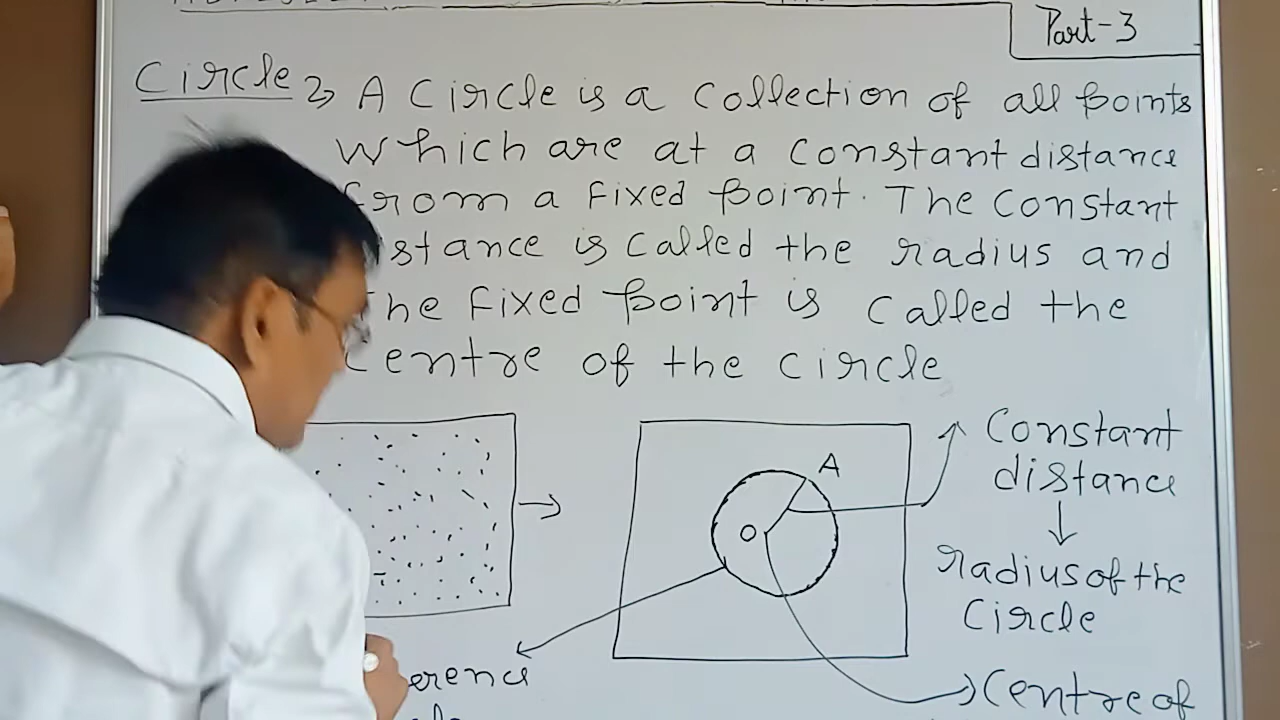 Part-3
Circle → A Circle is a Collection of all points
Which are at a Constant distance
from a fixed point. The Constant
stance is called the radius and
he fixed point is called the
Centre of the circle
A
O
Constant
distance
radius of the
Circle
erence
Centre of